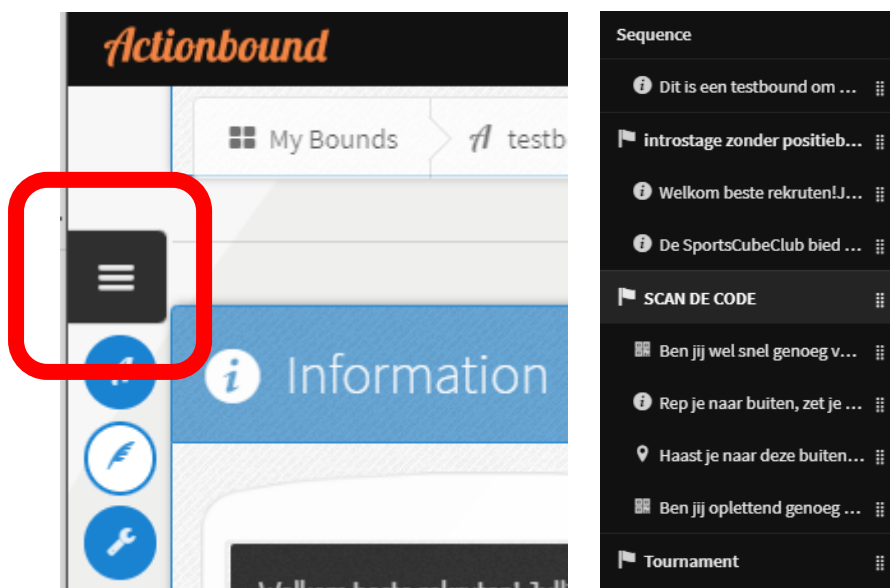 Actionbound
My Bounds
testb
Information
Sequence
Dit is een testbound om ...
introstage zonder positieb...
Welkom beste rekruten!J...
De SportsCubeClub bied ...
SCAN DE CODE
Ben jij wel snel genoeg v...
Rep je naar buiten, zet je ...
Haast je naar deze buiten...
Ben jij oplettend genoeg ...
Tournament